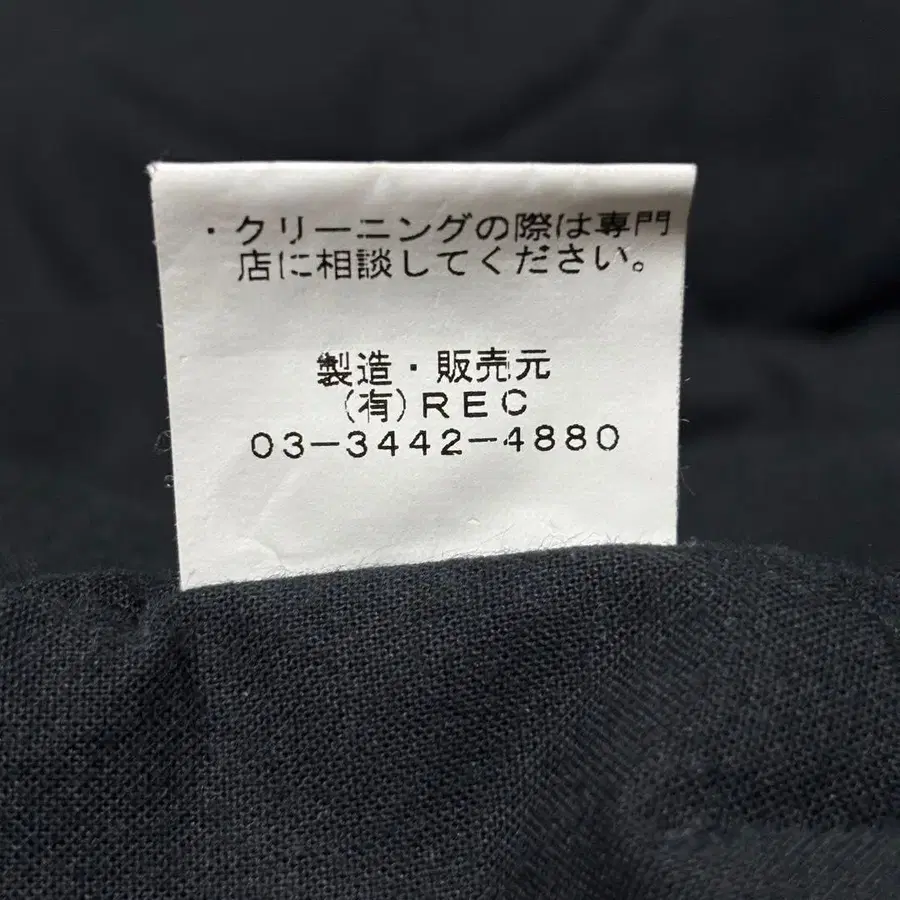 ・クリーニングの際は専門
店に相談してください。
製造・販売元
(有)REC
03-3442-4880